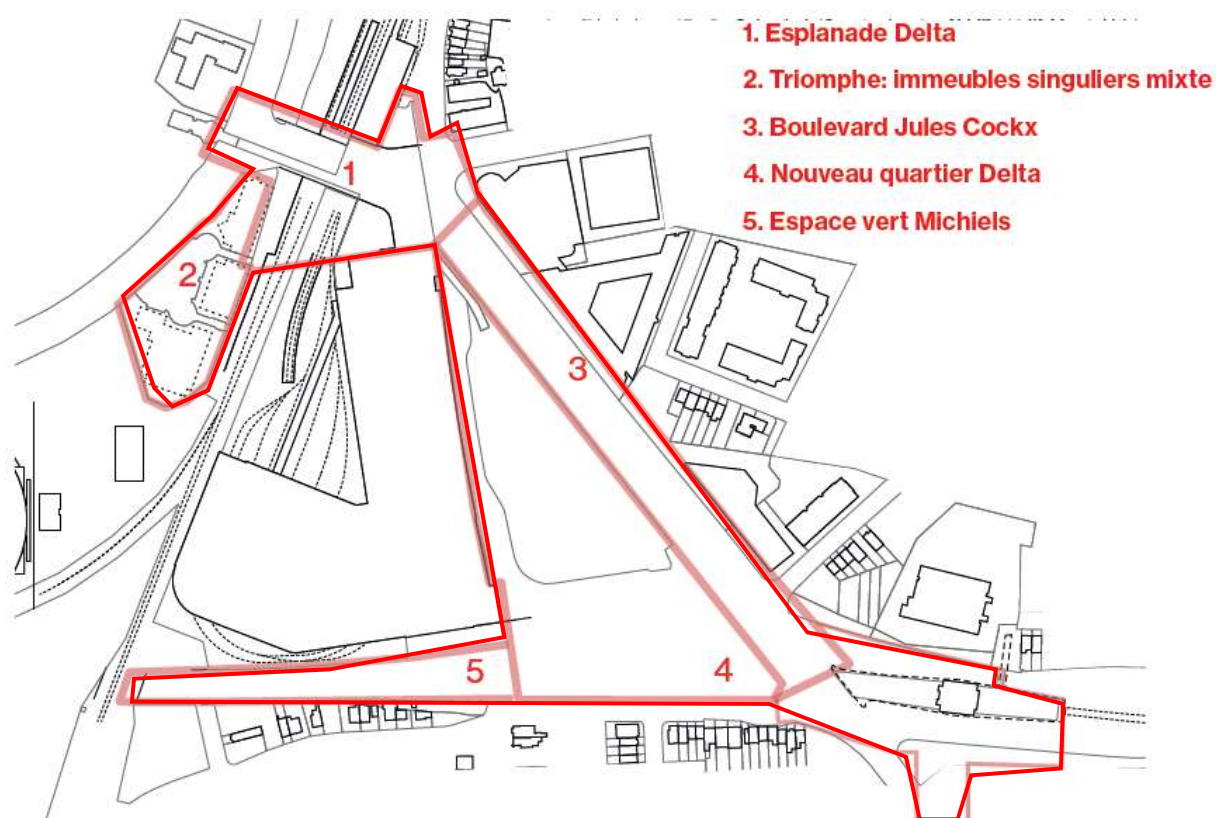 1. Esplanade Delta
2. Triomphe: immeubles singuliers mixte
3. Boulevard Jules Cockx
4. Nouveau quartier Delta
5. Espace vert Michiels
1
2
3
5
4